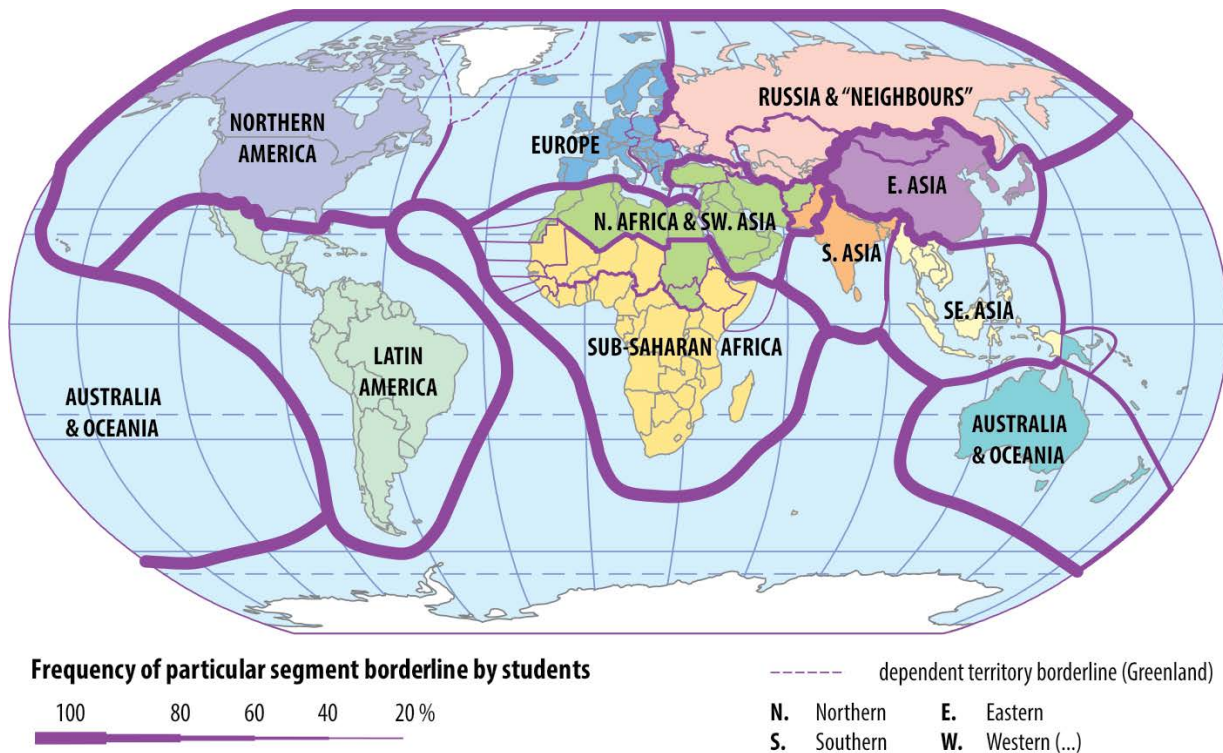 NORTHERN
AMERICA
EUROPE
RUSSIA & “NEIGHBOURS”
E. ASIA
N. AFRICA & SW. ASIA
S. ASIA
SE. ASIA
SUB-SAHARAN AFRICA
LATIN
AMERICA
AUSTRALIA
& OCEANIA
AUSTRALIA
& OCEANIA
Frequency of particular segment borderline by students
100 80 60 40 20 %
dependent territory borderline (Greenland)
N. Northern E. Eastern
S. Southern W. Western (...)